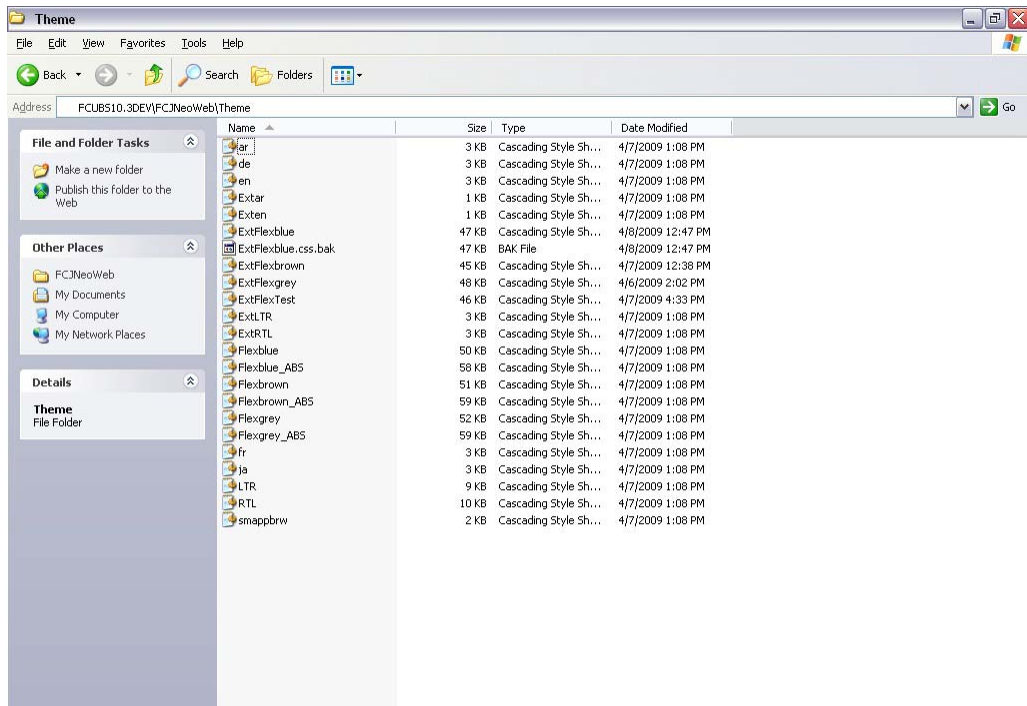 Theme
File Edit View Favorites Tools Help
Back Search Folders
Address FCUBS10.3DEV\FCJNeoWeb\Theme Go
File and Folder Tasks
Make a new folder
Publish this folder to the
Web
Other Places
FCJNeoWeb
My Documents
My Computer
My Network Places
Details
Theme
File Folder
Name Size Type Date Modified
ar 3 KB Cascading Style Sh... 4/7/2009 1:08 PM
de 3 KB Cascading Style Sh... 4/7/2009 1:08 PM
en 3 KB Cascading Style Sh... 4/7/2009 1:08 PM
Extar 1 KB Cascading Style Sh... 4/7/2009 1:08 PM
Exten 1 KB Cascading Style Sh... 4/7/2009 1:08 PM
ExtFlexblue 47 KB Cascading Style Sh... 4/8/2009 12:47 PM
ExtFlexblue.css.bak 47 KB BAK File 4/8/2009 12:47 PM
ExtFlexbrown 45 KB Cascading Style Sh... 4/7/2009 12:38 PM
ExtFlexgrey 48 KB Cascading Style Sh... 4/6/2009 2:02 PM
ExtFlexTest 46 KB Cascading Style Sh... 4/7/2009 4:33 PM
ExtLTR 3 KB Cascading Style Sh... 4/7/2009 1:08 PM
ExtRTL 3 KB Cascading Style Sh... 4/7/2009 1:08 PM
Flexblue 50 KB Cascading Style Sh... 4/7/2009 1:08 PM
Flexblue_ABS 58 KB Cascading Style Sh... 4/7/2009 1:08 PM
Flexbrown 51 KB Cascading Style Sh... 4/7/2009 1:08 PM
Flexbrown_ABS 59 KB Cascading Style Sh... 4/7/2009 1:08 PM
Flexgrey 52 KB Cascading Style Sh... 4/7/2009 1:08 PM
Flexgrey_ABS 59 KB Cascading Style Sh... 4/7/2009 1:08 PM
fr 3 KB Cascading Style Sh... 4/7/2009 1:08 PM
ja 3 KB Cascading Style Sh... 4/7/2009 1:08 PM
LTR 9 KB Cascading Style Sh... 4/7/2009 1:08 PM
RTL 10 KB Cascading Style Sh... 4/7/2009 1:08 PM
smappbrw 2 KB Cascading Style Sh... 4/7/2009 1:08 PM